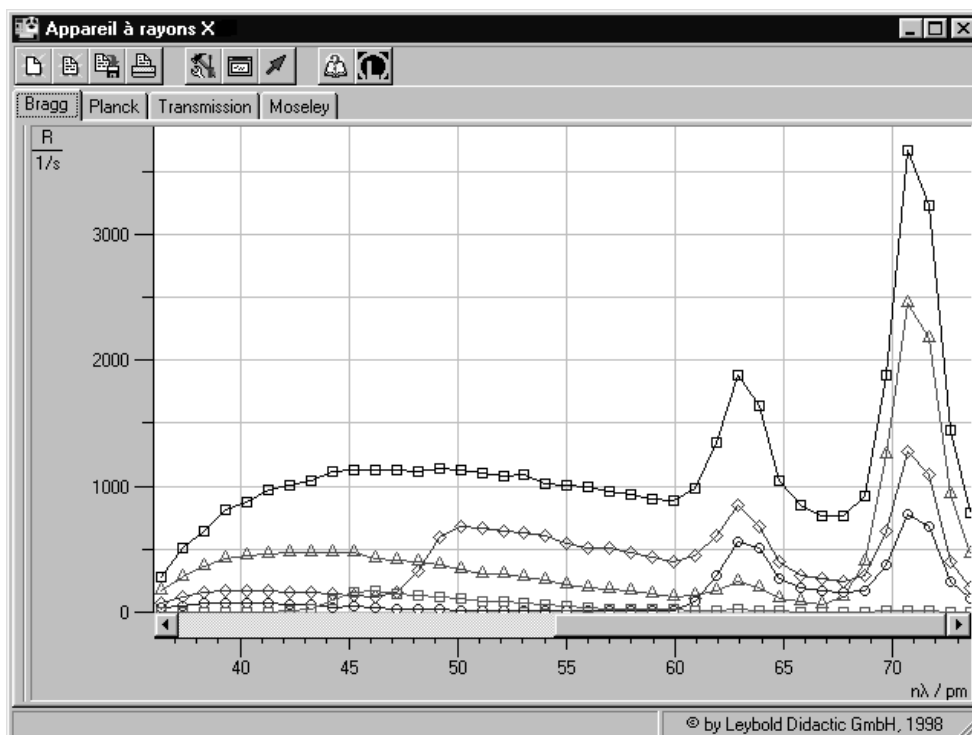 Appareil à rayons X
Bragg Planck Transmission Moseley
R
1/s
3000
2000
1000
0
40 45 50 55 60 65 70
nλ / pm
© by Leybold Didactic GmbH, 1998